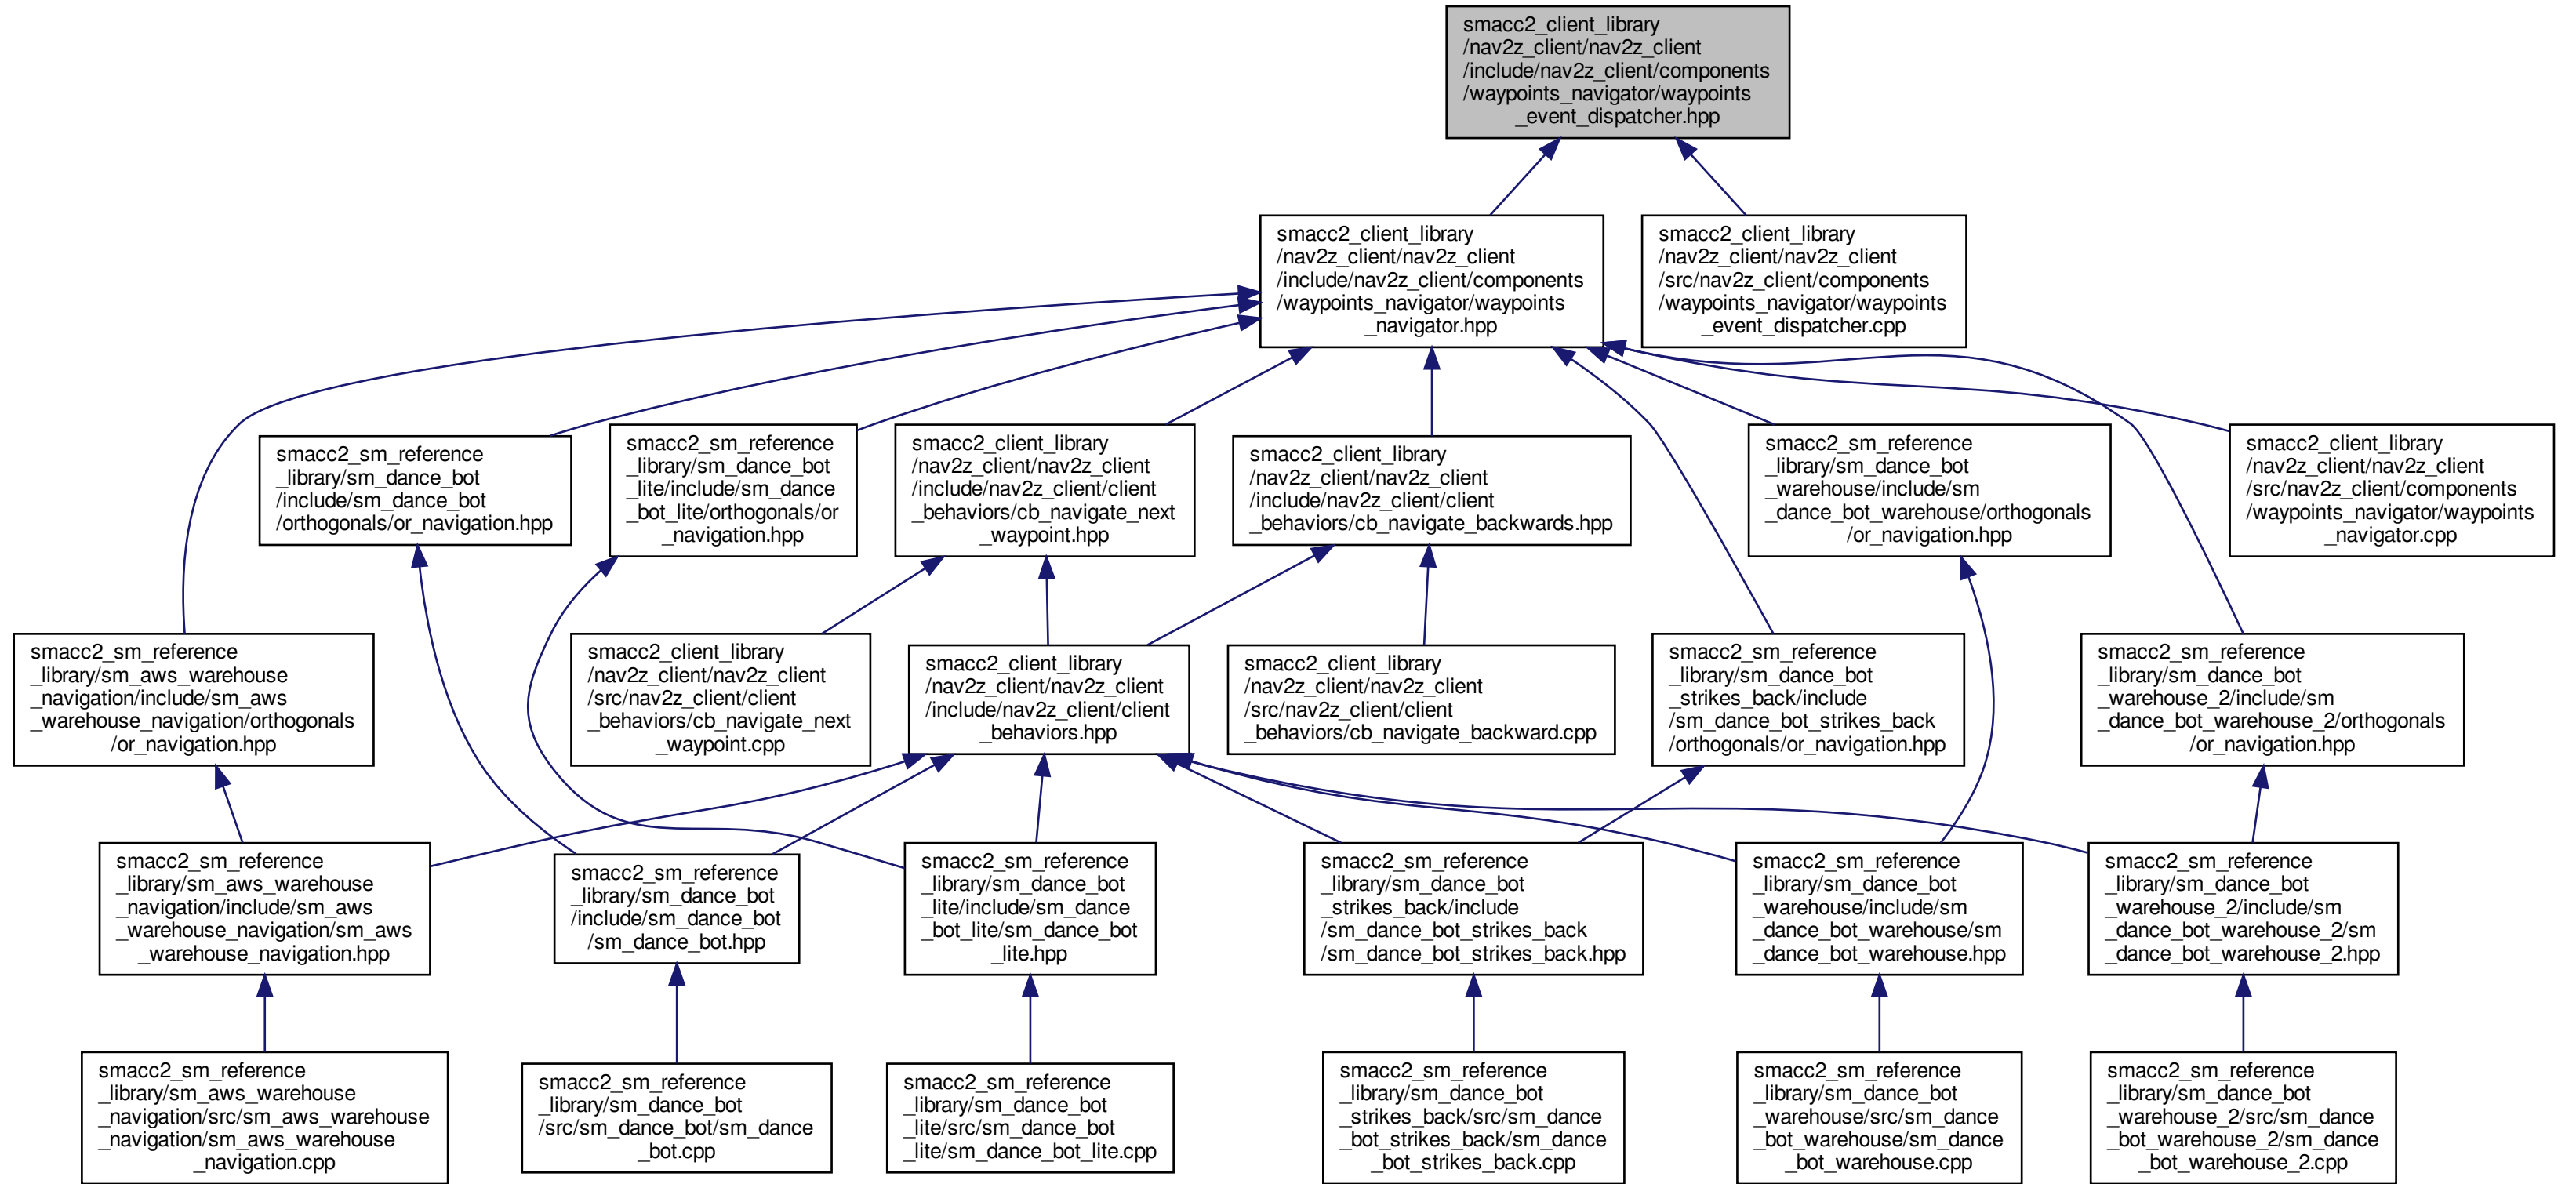 smacc2_client_library
/nav2z_client/nav2z_client
/include/nav2z_client/components
/waypoints_navigator/waypoints
_event_dispatcher.hpp
smacc2_client_library
/nav2z_client/nav2z_client
/include/nav2z_client/components
/waypoints_navigator/waypoints
_navigator.hpp
smacc2_client_library
/nav2z_client/nav2z_client
/src/nav2z_client/components
/waypoints_navigator/waypoints
_event_dispatcher.cpp
smacc2_sm_reference
_library/sm_dance_bot
/include/sm_dance_bot
/orthogonals/or_navigation.hpp
smacc2_sm_reference
_library/sm_dance_bot
_lite/include/sm_dance
_bot_lite/orthogonals/or
_navigation.hpp
smacc2_client_library
/nav2z_client/nav2z_client
/include/nav2z_client/client
_behaviors/cb_navigate_next
_waypoint.hpp
smacc2_client_library
/nav2z_client/nav2z_client
/include/nav2z_client/client
_behaviors/cb_navigate_backwards.hpp
smacc2_sm_reference
_library/sm_dance_bot
_warehouse/include/sm
_dance_bot_warehouse/orthogonals
/or_navigation.hpp
smacc2_client_library
/nav2z_client/nav2z_client
/src/nav2z_client/components
/waypoints_navigator/waypoints
_navigator.cpp
smacc2_sm_reference
_library/sm_aws_warehouse
_navigation/include/sm_aws
_warehouse_navigation/orthogonals
/or_navigation.hpp
smacc2_client_library
/nav2z_client/nav2z_client
/src/nav2z_client/client
_behaviors/cb_navigate_next
_waypoint.cpp
smacc2_client_library
/nav2z_client/nav2z_client
/include/nav2z_client/client
_behaviors.hpp
smacc2_client_library
/nav2z_client/nav2z_client
/src/nav2z_client/client
_behaviors/cb_navigate_backward.cpp
smacc2_sm_reference
_library/sm_dance_bot
_strikes_back/include
/sm_dance_bot_strikes_back
/orthogonals/or_navigation.hpp
smacc2_sm_reference
_library/sm_dance_bot
_warehouse_2/include/sm
_dance_bot_warehouse_2/orthogonals
/or_navigation.hpp
smacc2_sm_reference
_library/sm_aws_warehouse
_navigation/include/sm_aws
_warehouse_navigation/sm_aws
_warehouse_navigation.hpp
smacc2_sm_reference
_library/sm_dance_bot
/include/sm_dance_bot
/sm_dance_bot.hpp
smacc2_sm_reference
_library/sm_dance_bot
_lite/include/sm_dance
_bot_lite/sm_dance_bot
_lite.hpp
smacc2_sm_reference
_library/sm_dance_bot
_strikes_back/include
/sm_dance_bot_strikes_back
/sm_dance_bot_strikes_back.hpp
smacc2_sm_reference
_library/sm_dance_bot
_warehouse/include/sm
_dance_bot_warehouse/sm
_dance_bot_warehouse.hpp
smacc2_sm_reference
_library/sm_dance_bot
_warehouse_2/include/sm
_dance_bot_warehouse_2/sm
_dance_bot_warehouse_2.hpp
smacc2_sm_reference
_library/sm_aws_warehouse
_navigation/src/sm_aws_warehouse
_navigation/sm_aws_warehouse
_navigation.cpp
smacc2_sm_reference
_library/sm_dance_bot
/src/sm_dance_bot/sm_dance
_bot.cpp
smacc2_sm_reference
_library/sm_dance_bot
_lite/src/sm_dance_bot
_lite/sm_dance_bot_lite.cpp
smacc2_sm_reference
_library/sm_dance_bot
_strikes_back/src/sm_dance
_bot_strikes_back/sm_dance
_bot_strikes_back.cpp
smacc2_sm_reference
_library/sm_dance_bot
_warehouse/src/sm_dance
_bot_warehouse/sm_dance
_bot_warehouse.cpp
smacc2_sm_reference
_library/sm_dance_bot
_warehouse_2/src/sm_dance
_bot_warehouse_2/sm_dance
_bot_warehouse_2.cpp